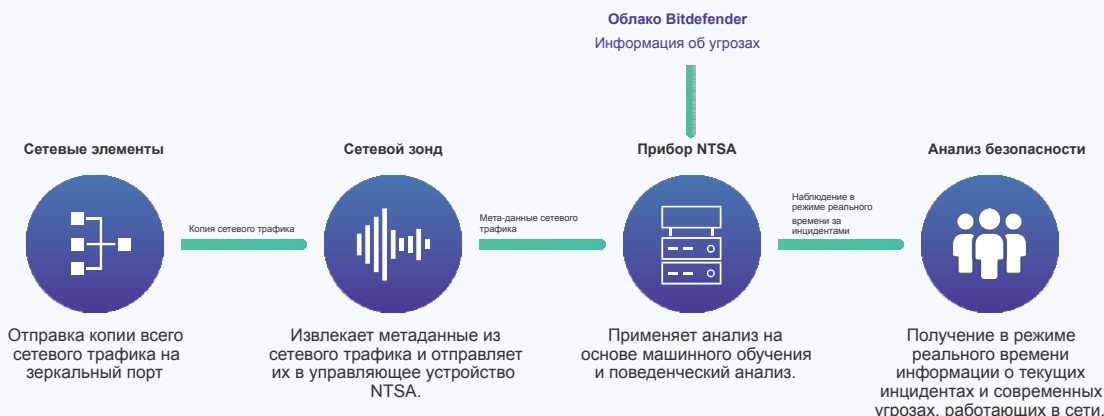 Облако Bitdefender
Информация об угрозах
Сетевые элементы
Сетевой зонд
Прибор NTSA
Анализ безопасности
Копия сетевого трафика
Мета-данные сетевого
трафика
Наблюдение в
режиме реального
времени за
инцидентами
Отправка копии всего
сетевого трафика на
зеркальный порт
Извлекает метаданные из
сетевого трафика и отправляет
их в управляющее устройство
NTSA.
Применяет анализ на
основе машинного обучения
и поведенческий анализ.
Получение в режиме
реального времени
информации о текущих
инцидентах и современных
угрозах, работающих в сети.